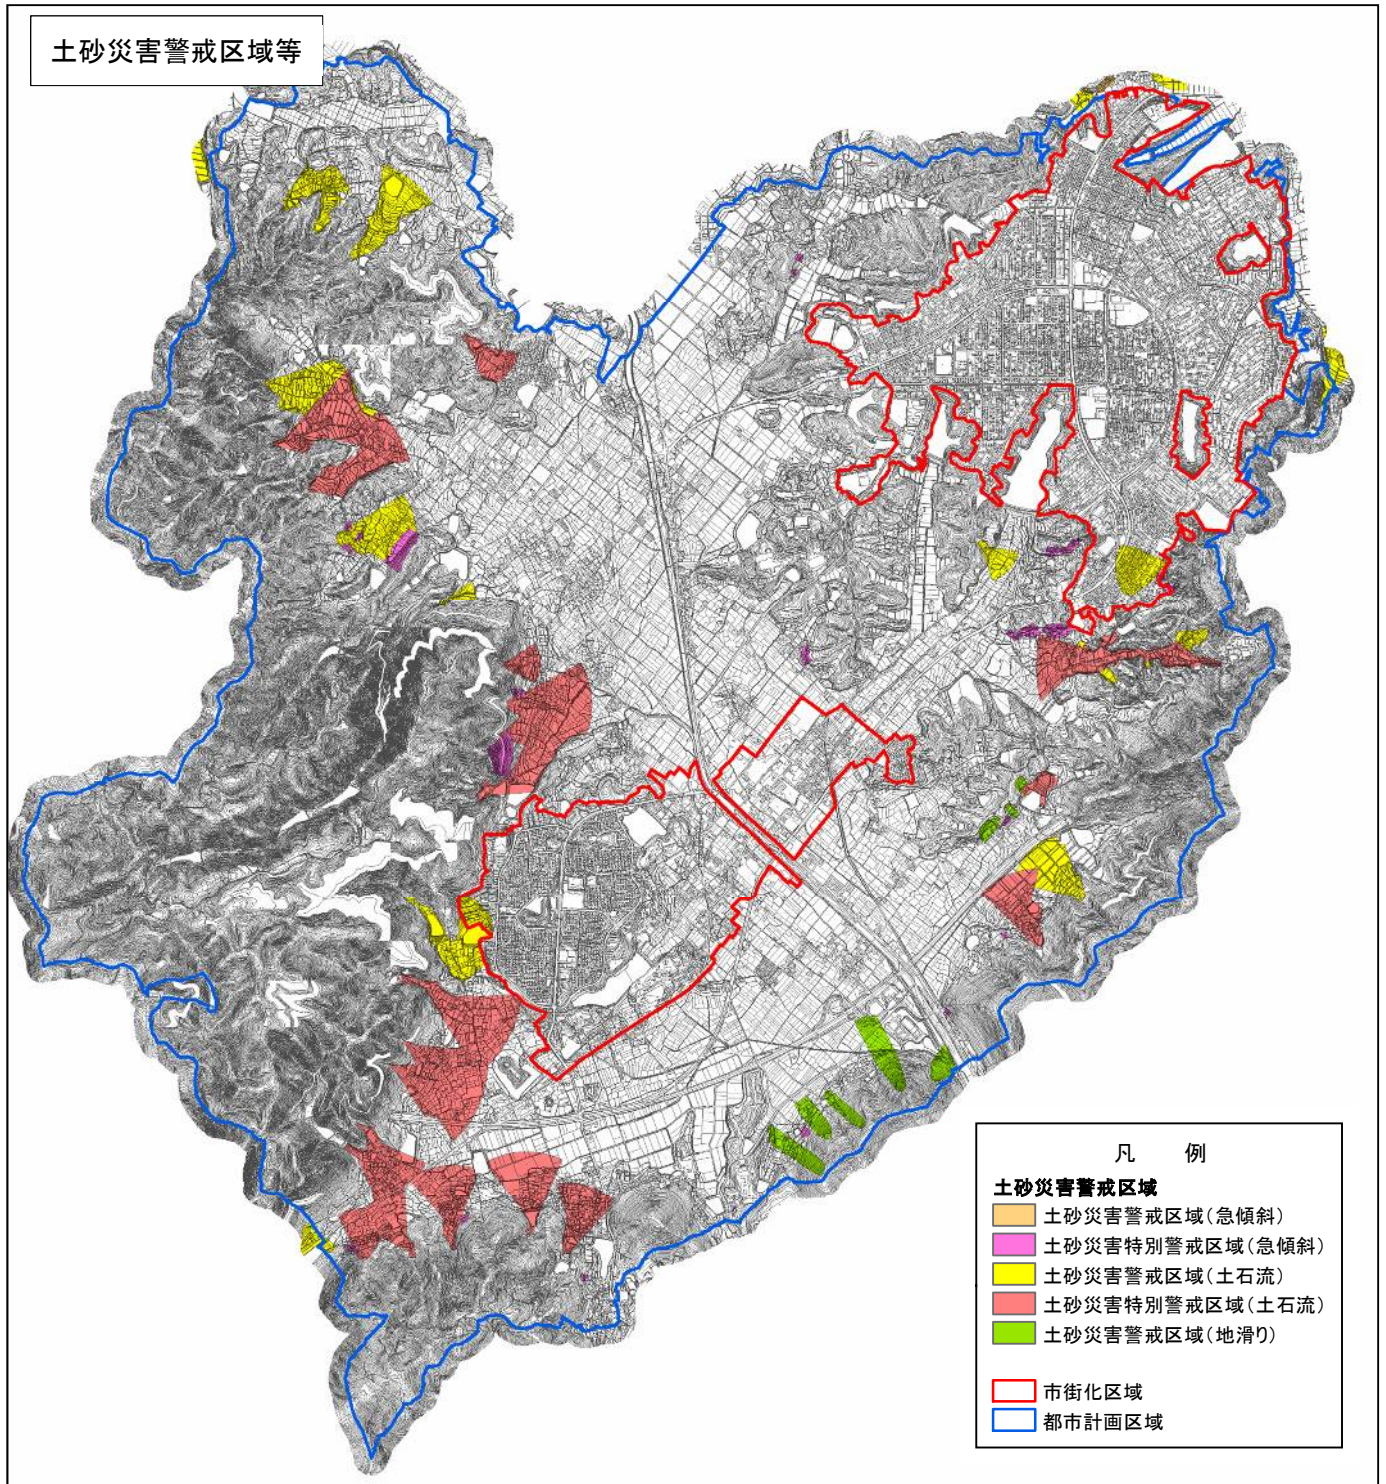 土砂災害警戒区域等
凡 例
土砂災害警戒区域
土砂災害警戒区域(急傾斜)
土砂災害特別警戒区域(急傾斜)
土砂災害警戒区域(土石流)
土砂災害特別警戒区域(土石流)
土砂災害警戒区域(地滑り)
市街化区域
都市計画区域